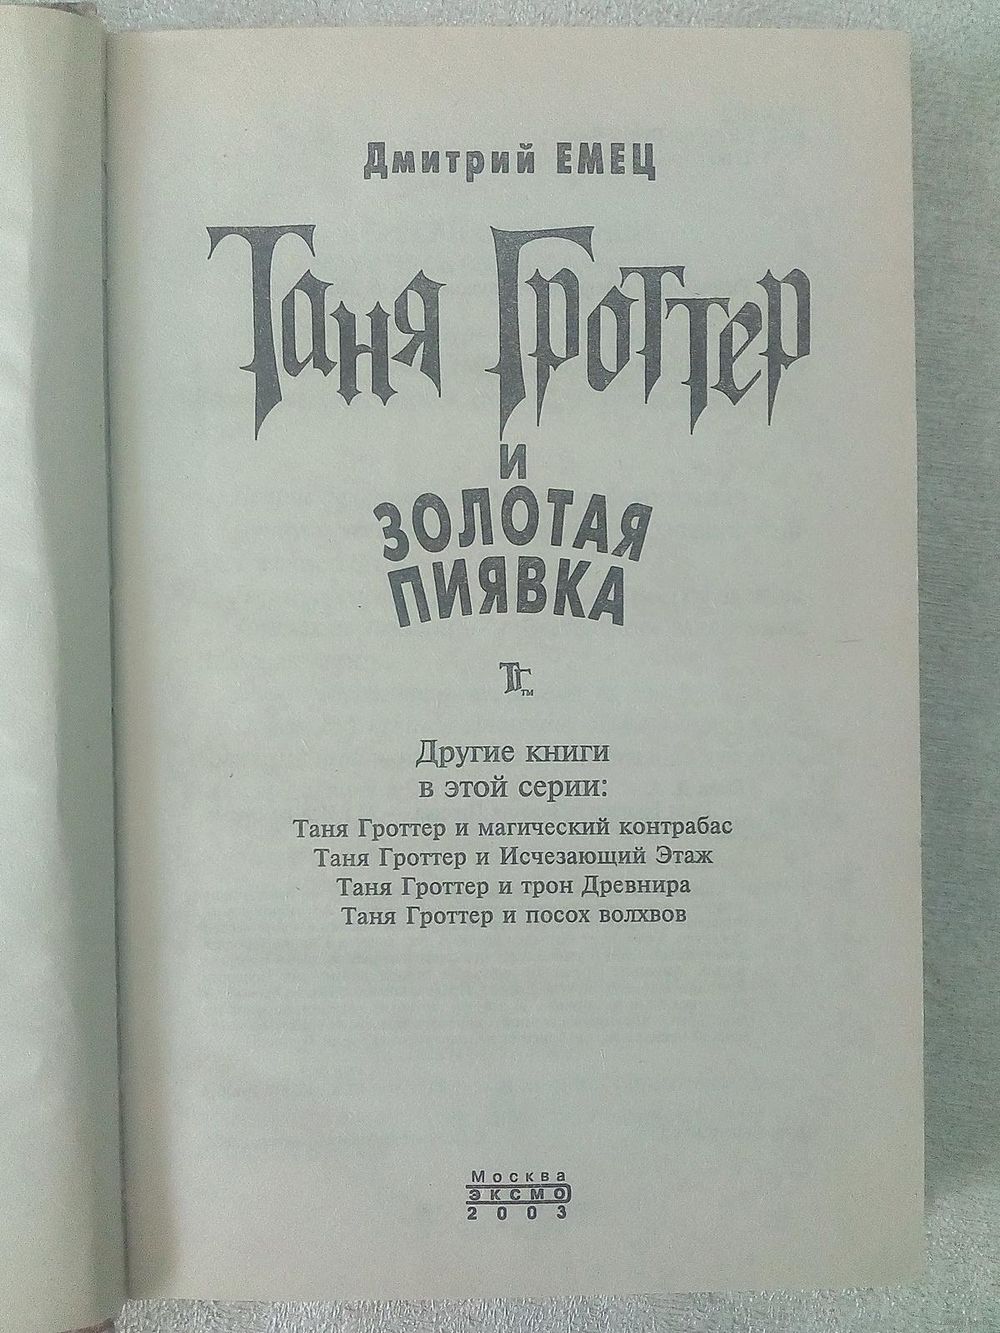 Дмитрий ЕМЕЦ
Таня Гроттер
и
ЗОЛОТАЯ
ПИЯВКА
ТГ™
Другие книги
в этой серии:
Таня Гроттер и магический контрабас
Таня Гроттер и Исчезающий Этаж
Таня Гроттер и трон Древнира
Таня Гроттер и посох волхвов
Москва
ЭКСМО
2003